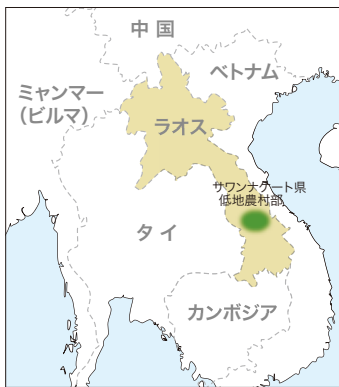 中国
ベトナム
ミャンマー
(ビルマ)
ラオス
サワンナケート県
低地農村部
タイ
カンボジア